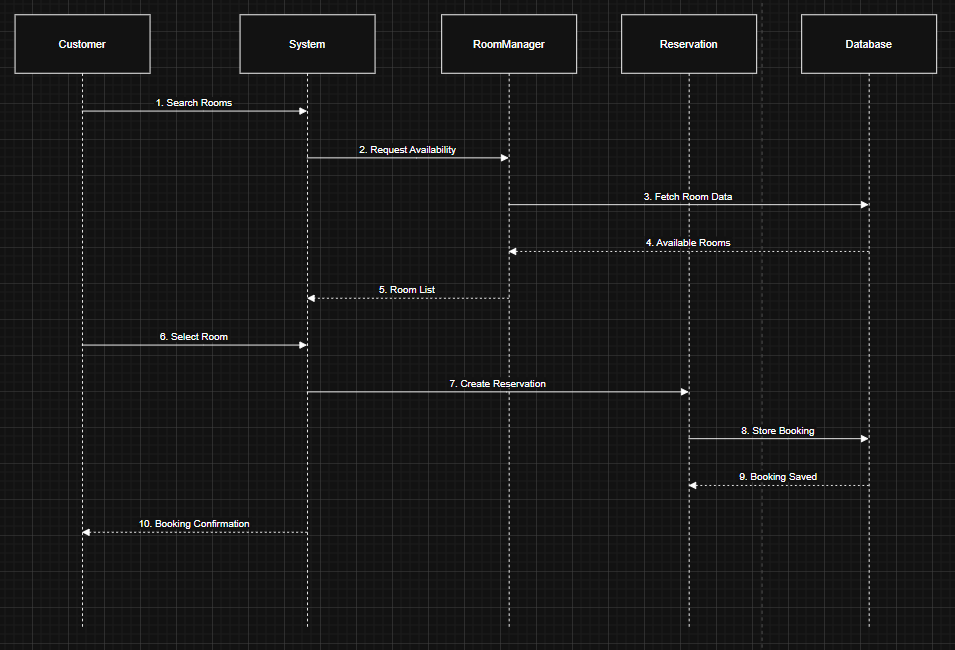 Customer
System
RoomManager
Reservation
Database
1. Search Rooms
2. Request Availability
3. Fetch Room Data
4. Available Rooms
5. Room List
6. Select Room
7. Create Reservation
8. Store Booking
9. Booking Saved
10. Booking Confirmation